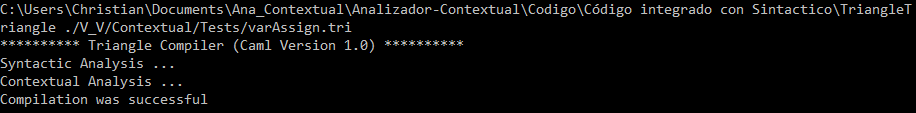 C:\Users\Christian\Documents\Ana_Contextual\Analizador-Contextual\Codigo\Código integrado con Sintactico\TriangleT
riangle ./V_V/Contextual/Tests/varAssign.tri
********** Triangle Compiler (Caml Version 1.0) **********
Syntactic Analysis ...
Contextual Analysis ...
Compilation was successful